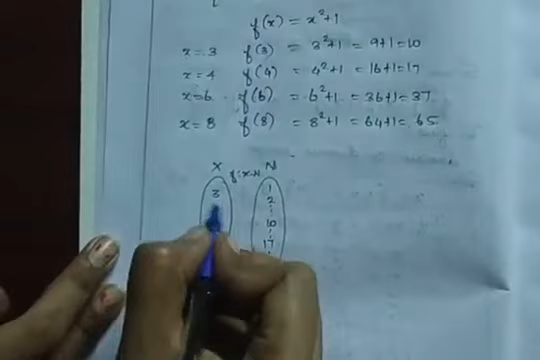 f(x) = x²+1
x=3 f(3) = 3²+1 = 9+1=10
x=4 f(4) = 4²+1 = 16+1=17
x=6 f(6) = 6²+1 = 36+1=37
x=8 f(8) = 8²+1 = 64+1=65
X f:X→N N
3 1
2
10
17